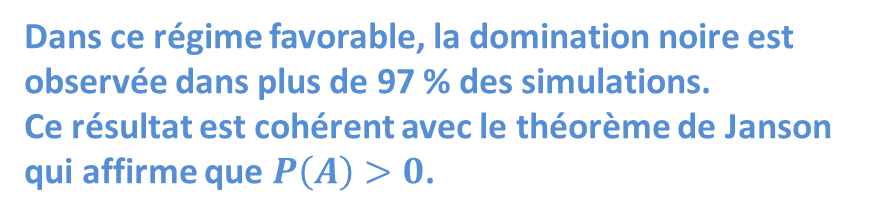 Dans ce régime favorable, la domination noire est
observée dans plus de 97 % des simulations.
Ce résultat est cohérent avec le théorème de Janson
qui affirme que P(A) > 0.